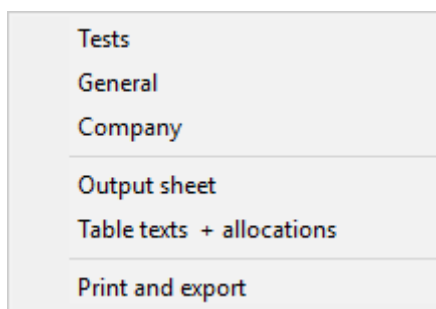 Tests
General
Company
Output sheet
Table texts  + allocations
Print and export